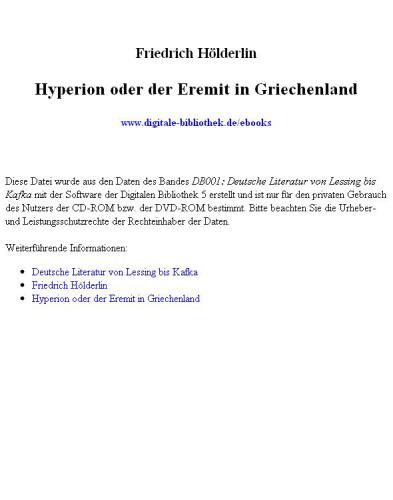 Friedrich Hölderlin
Hyperion oder der Eremit in Griechenland
www.digitale-bibliothek.de/ebooks
Diese Datei wurde aus den Daten des Bandes DB001: Deutsche Literatur von Lessing bis
Kafka mit der Software der Digitalen Bibliothek 5 erstellt und ist nur für den privaten Gebrauch
des Nutzers der CD-ROM bzw. der DVD-ROM bestimmt. Bitte beachten Sie die Urheber-
und Leistungsschutzrechte der Rechteinhaber der Daten.
Weiterführende Informationen:
• Deutsche Literatur von Lessing bis Kafka
• Friedrich Hölderlin
• Hyperion oder der Eremit in Griechenland